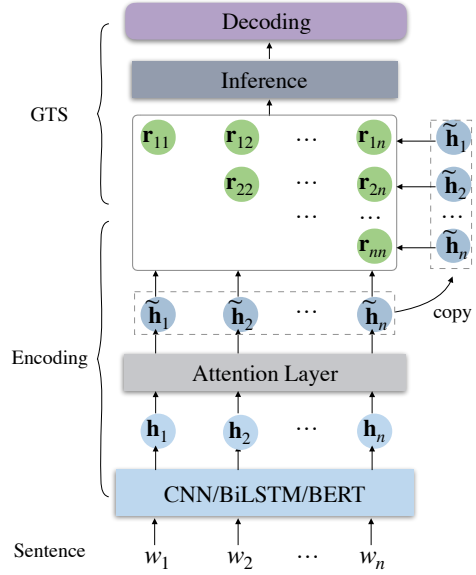 Decoding
Inference
GTS
r₁₁ r₁₂ ... r₁ₙ h̃₁
r₂₂ ... r₂ₙ h̃₂
... ... ...
rₙₙ h̃ₙ
copy
h̃₁ h̃₂ ... h̃ₙ
Encoding
Attention Layer
h₁ h₂ ... hₙ
CNN/BiLSTM/BERT
Sentence w₁ w₂ ... wₙ